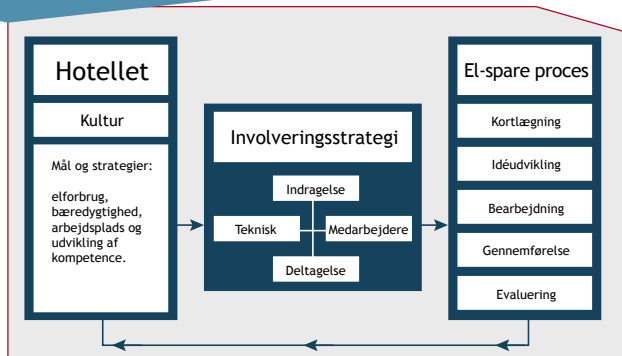 Hotellet
Kultur
Mål og strategier:
elforbrug,
bæredygtighed,
arbejdsplads og
udvikling af
kompetence.
Involveringsstrategi
Indragelse
Teknisk
Medarbejdere
Deltagelse
El-spare proces
Kortlægning
Idéudvikling
Bearbejdning
Gennemførelse
Evaluering